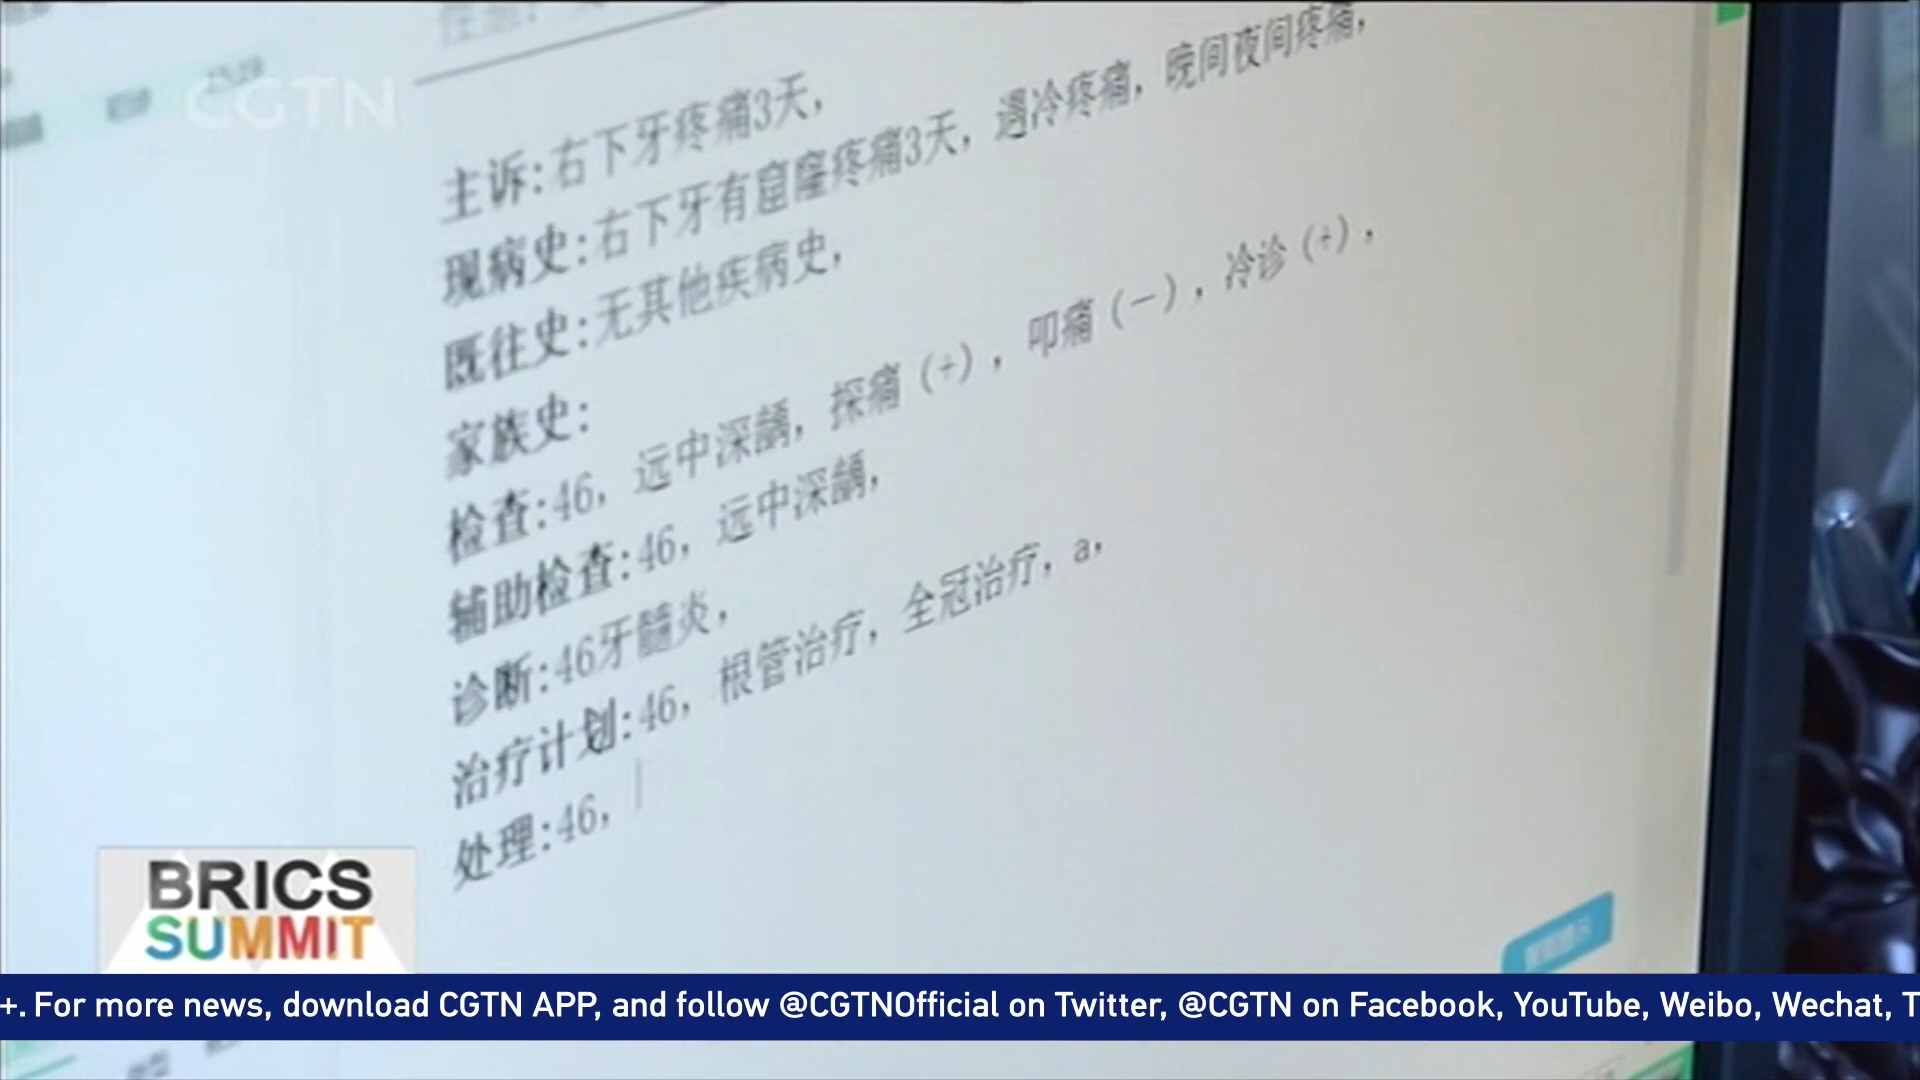 CGTN
主诉:右下牙疼痛3天,
现病史:右下牙有窟窿疼痛3天，遇冷疼痛，晚间夜间疼痛,
既往史:无其他疾病史,
家族史:
检查:46，远中深龋，探痛（+），叩痛（-），冷诊（+），
辅助检查:46，远中深龋，
诊断:46牙髓炎，
治疗计划:46，根管治疗，全冠治疗，a，
处理:46，
BRICS
SUMMIT
+. For more news, download CGTN APP, and follow @CGTNOfficial on Twitter, @CGTN on Facebook, YouTube, Weibo, Wechat, T